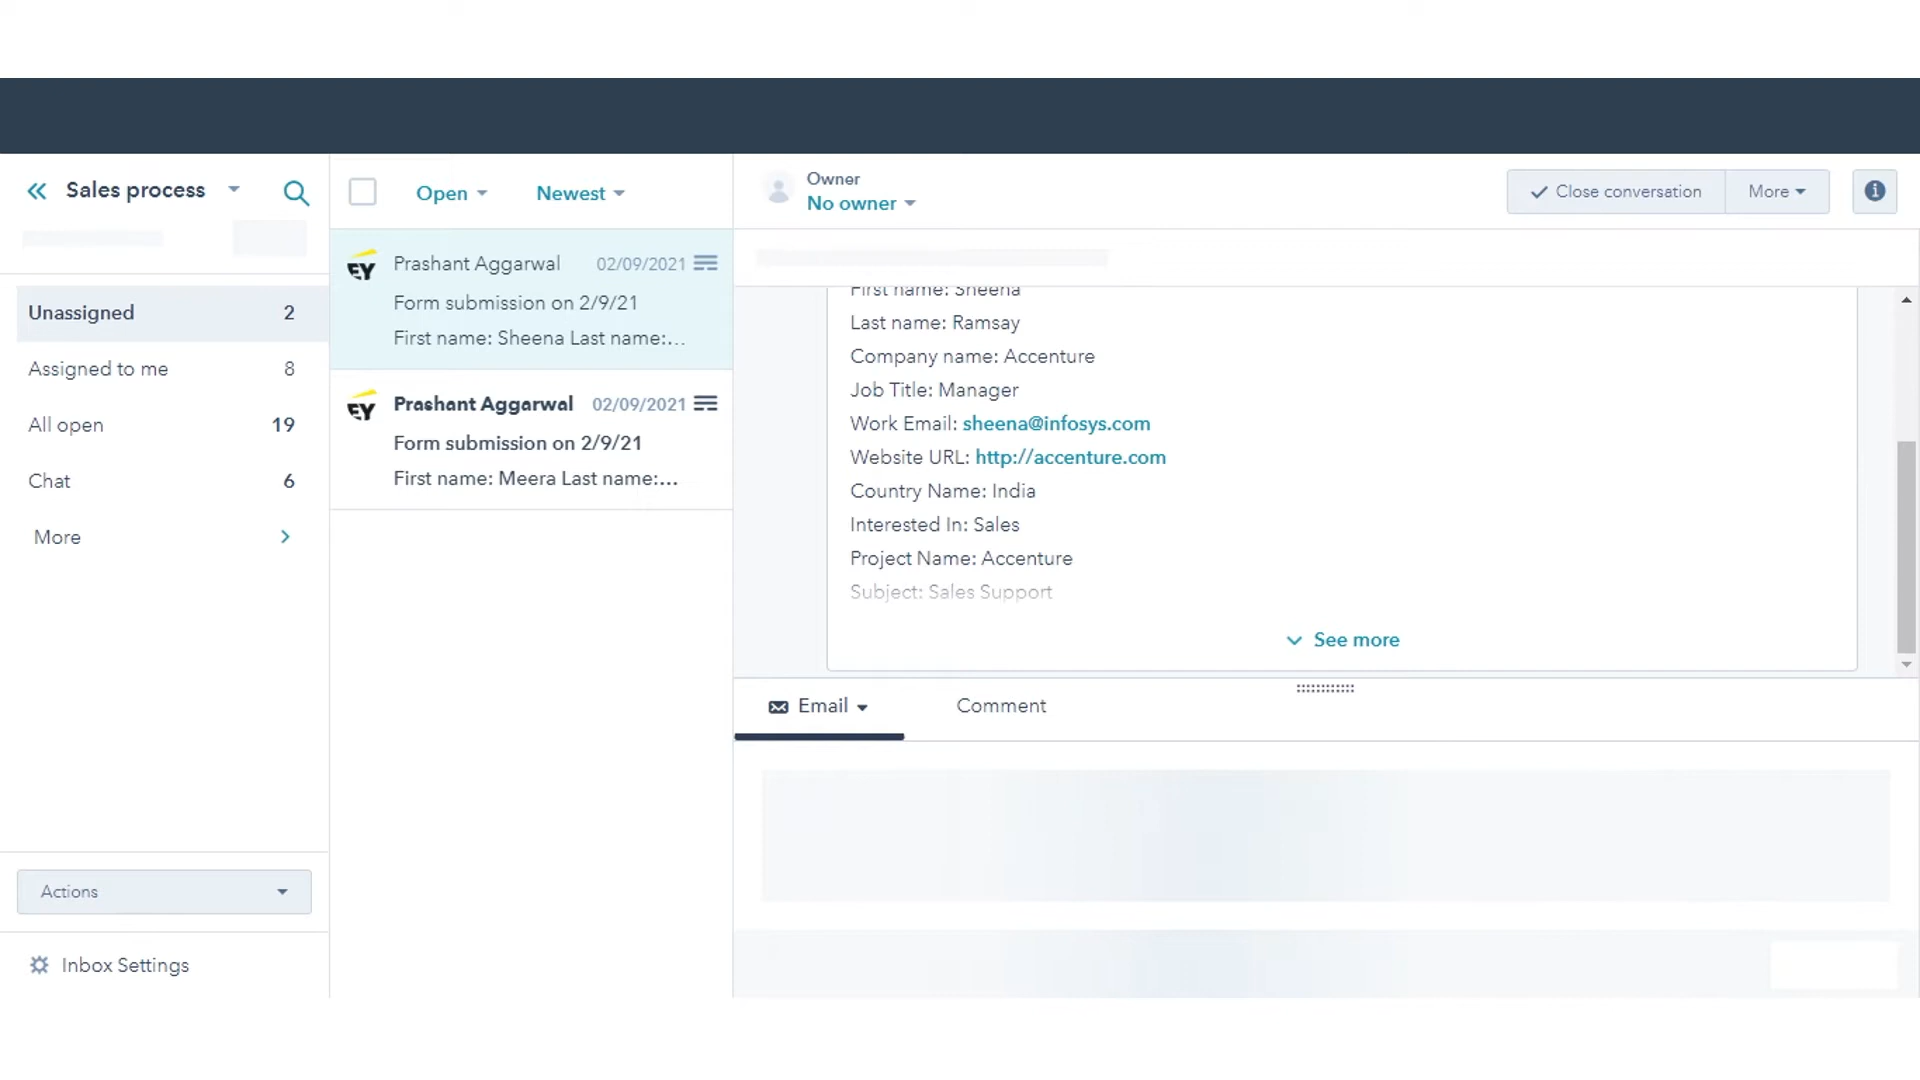 Sales process
Unassigned 2
Assigned to me 8
All open 19
Chat 6
More
Actions
Inbox Settings
Open Newest
EY Prashant Aggarwal 02/09/2021
Form submission on 2/9/21
First name: Sheena Last name:...
EY Prashant Aggarwal 02/09/2021
Form submission on 2/9/21
First name: Meera Last name:...
Owner
No owner
Close conversation More
First name: Sheena
Last name: Ramsay
Company name: Accenture
Job Title: Manager
Work Email: sheena@infosys.com
Website URL: http://accenture.com
Country Name: India
Interested In: Sales
Project Name: Accenture
Subject: Sales Support
See more
Email Comment